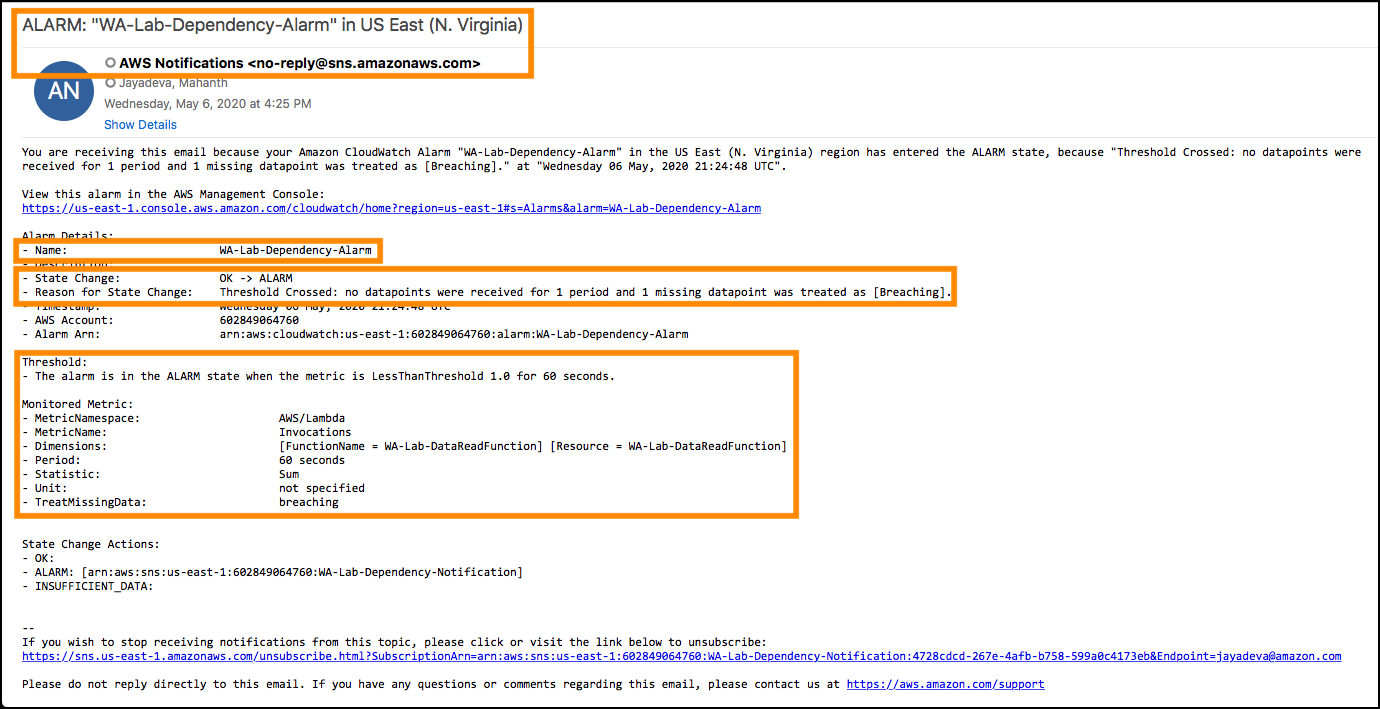 ALARM: "WA-Lab-Dependency-Alarm" in US East (N. Virginia)
AWS Notifications <no-reply@sns.amazonaws.com>
AN
Jayadeva, Mahanth
Wednesday, May 6, 2020 at 4:25 PM
Show Details
You are receiving this email because your Amazon CloudWatch Alarm "WA-Lab-Dependency-Alarm" in the US East (N. Virginia) region has entered the ALARM state, because "Threshold Crossed: no datapoints were
received for 1 period and 1 missing datapoint was treated as [Breaching]." at "Wednesday 06 May, 2020 21:24:48 UTC".
View this alarm in the AWS Management Console:
https://us-east-1.console.aws.amazon.com/cloudwatch/home?region=us-east-1#s=Alarms&alarm=WA-Lab-Dependency-Alarm
Alarm Details:
- Name: WA-Lab-Dependency-Alarm
- Description:
- State Change: OK -> ALARM
- Reason for State Change: Threshold Crossed: no datapoints were received for 1 period and 1 missing datapoint was treated as [Breaching].
- Timestamp: Wednesday 06 May, 2020 21:24:48 UTC
- AWS Account: 602849064760
- Alarm Arn: arn:aws:cloudwatch:us-east-1:602849064760:alarm:WA-Lab-Dependency-Alarm
Threshold:
- The alarm is in the ALARM state when the metric is LessThanThreshold 1.0 for 60 seconds.
Monitored Metric:
- MetricNamespace: AWS/Lambda
- MetricName: Invocations
- Dimensions: [FunctionName = WA-Lab-DataReadFunction] [Resource = WA-Lab-DataReadFunction]
- Period: 60 seconds
- Statistic: Sum
- Unit: not specified
- TreatMissingData: breaching
State Change Actions:
- OK:
- ALARM: [arn:aws:sns:us-east-1:602849064760:WA-Lab-Dependency-Notification]
- INSUFFICIENT_DATA:
--
If you wish to stop receiving notifications from this topic, please click or visit the link below to unsubscribe:
https://sns.us-east-1.amazonaws.com/unsubscribe.html?SubscriptionArn=arn:aws:sns:us-east-1:602849064760:WA-Lab-Dependency-Notification:4728cdcd-267e-4afb-b758-599a0c4173eb&Endpoint=jayadeva@amazon.com
Please do not reply directly to this email. If you have any questions or comments regarding this email, please contact us at https://aws.amazon.com/support